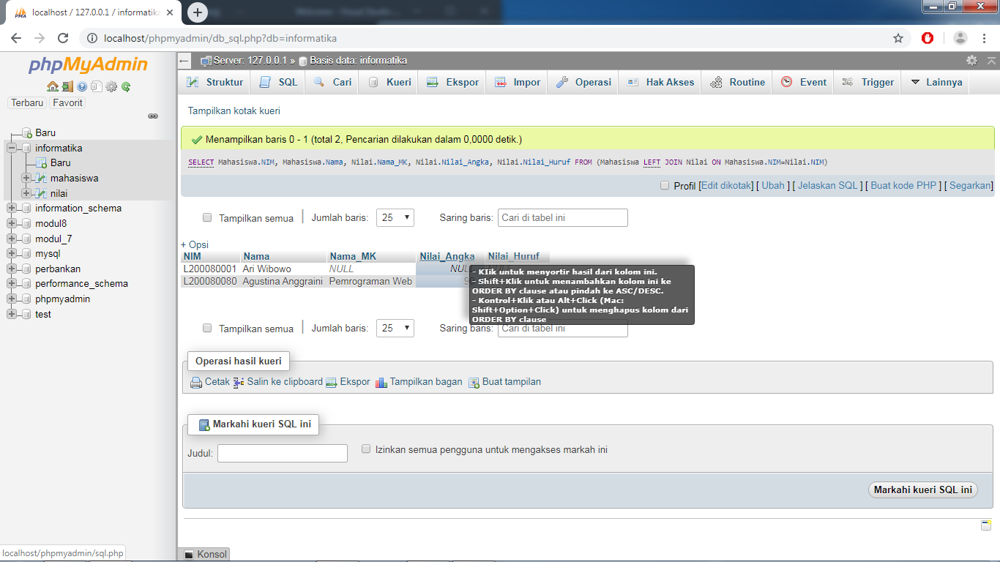 localhost / 127.0.0.1 / informatika
localhost/phpmyadmin/db_sql.php?db=informatika
phpMyAdmin
Terbaru Favorit
Baru
informatika
Baru
mahasiswa
nilai
information_schema
modul8
modul_7
mysql
perbankan
performance_schema
phpmyadmin
test
localhost/phpmyadmin/sql.php
Server: 127.0.0.1 » Basis data: informatika
Struktur SQL Cari Kueri Ekspor Impor Operasi Hak Akses Routine Event Trigger Lainnya
Tampilkan kotak kueri
Menampilkan baris 0 - 1 (total 2, Pencarian dilakukan dalam 0,0000 detik.)
SELECT Mahasiswa.NIM, Mahasiswa.Nama, Nilai.Nama_MK, Nilai.Nilai_Angka, Nilai.Nilai_Huruf FROM (Mahasiswa LEFT JOIN Nilai ON Mahasiswa.NIM=Nilai.NIM)
Profil [Edit dikotak] [ Ubah ] [ Jelaskan SQL ] [ Buat kode PHP ] [ Segarkan]
Tampilkan semua Jumlah baris: 25 Saring baris: Cari di tabel ini
+ Opsi
NIM Nama Nama_MK Nilai_Angka Nilai_Huruf
L200080001 Ari Wibowo NULL NULL
L200080080 Agustina Anggraini Pemrograman Web
- Klik untuk menyortir hasil dari kolom ini.
- Shift+Klik untuk menambahkan kolom ini ke
ORDER BY clause atau pindah ke ASC/DESC.
- Kontrol+Klik atau Alt+Click (Mac:
Shift+Option+Click) untuk menghapus kolom dari
ORDER BY clause
Tampilkan semua Jumlah baris: 25 Saring baris: Cari di tabel ini
Operasi hasil kueri
Cetak Salin ke clipboard Ekspor Tampilkan bagan Buat tampilan
Markahi kueri SQL ini
Judul: Izinkan semua pengguna untuk mengakses markah ini
Markahi kueri SQL ini
Konsol